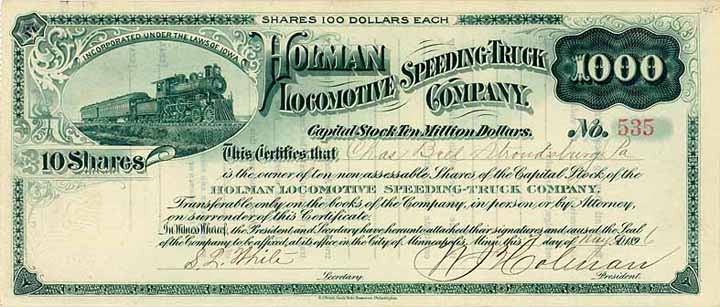 SHARES 100 DOLLARS EACH
INCORPORATED UNDER THE LAWS OF IOWA.
HOLMAN
LOCOMOTIVE SPEEDING-TRUCK
COMPANY.
$1000
Capital Stock Ten Million Dollars.
No. 535
10 Shares
This Certifies that Chas Stroudsburg Pa
is the owner of ten non assessable Shares of the Capital Stock of the
HOLMAN LOCOMOTIVE SPEEDING-TRUCK COMPANY.
Transferable only on the books of the Company, in person or by Attorney,
on surrender of this Certificate.
In Witness Whereof, the President and Secretary have hereunto attached their signatures and caused the Seal
of the Company to be affixed, at its office in the City of Minneapolis, Minn. this day of May 1896
S. L. White
Holman
Secretary.
President.